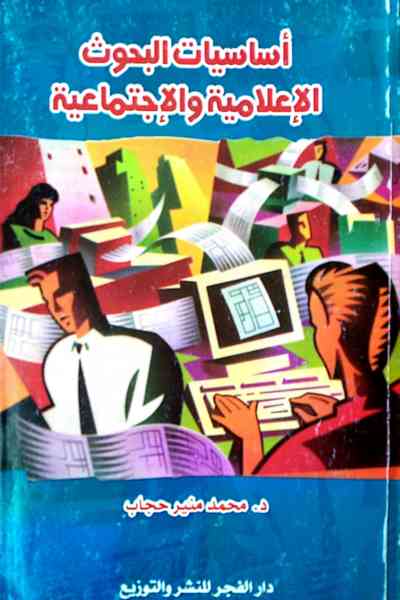 أساسيات البحوث
الإعلامية والإجتماعية
د. محمد منير حجاب
دار الفجر للنشر والتوزيع